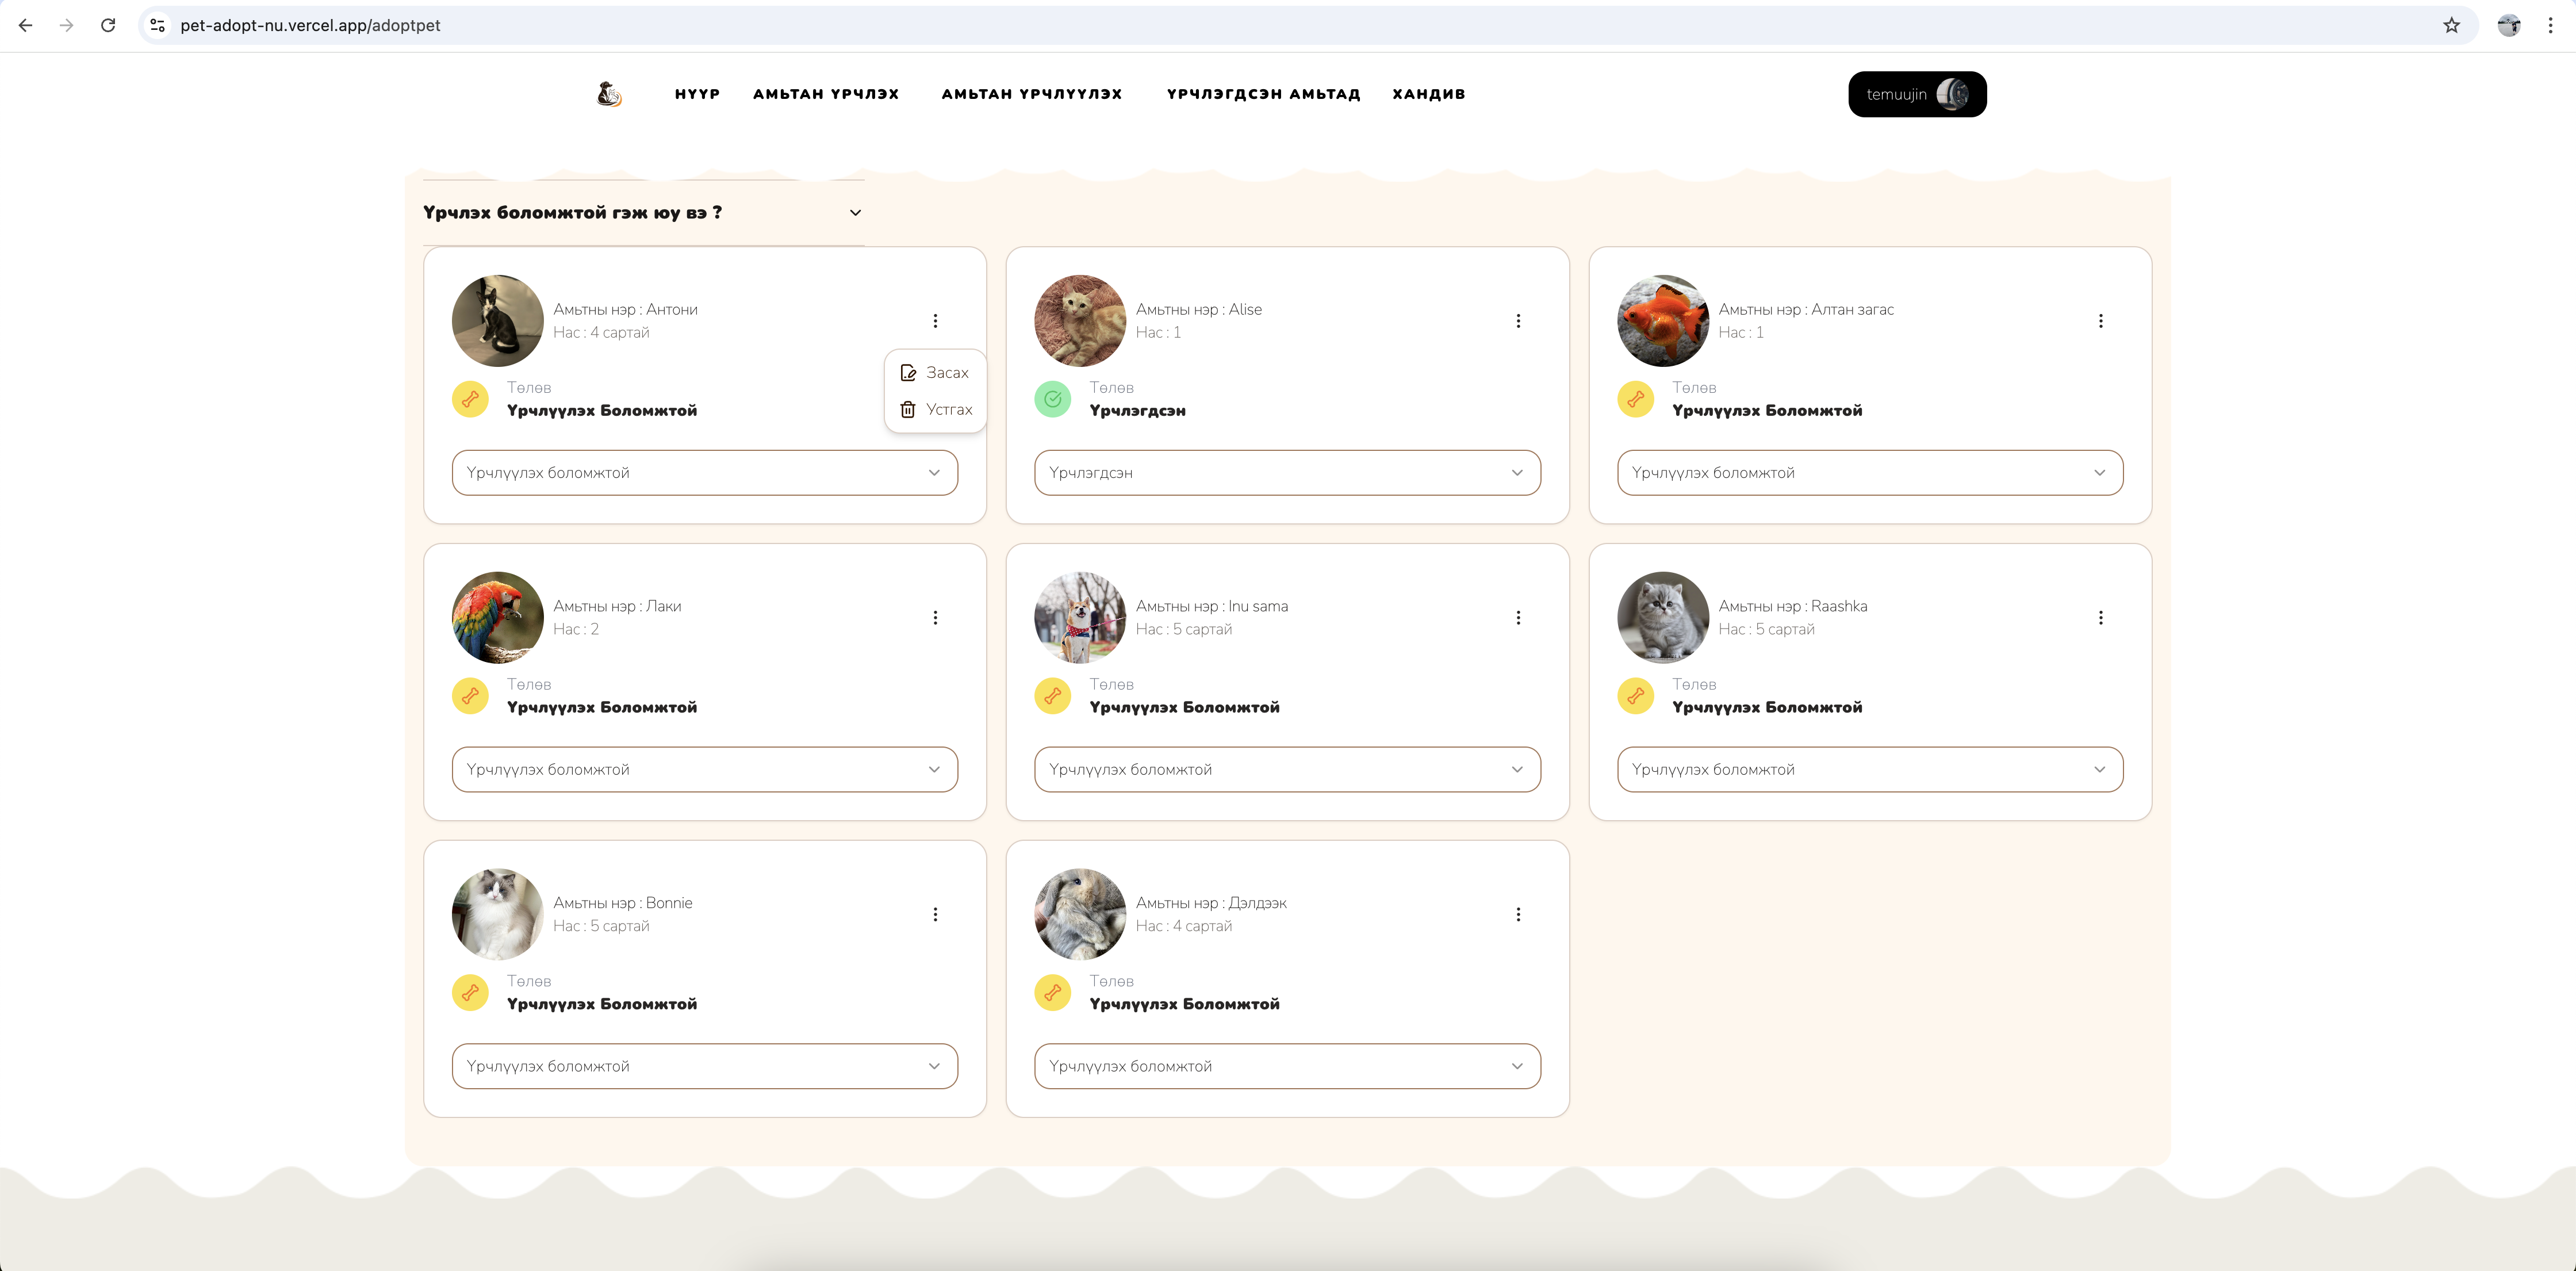 pet-adopt-nu.vercel.app/adoptpet
НҮҮР АМЬТАН ҮРЧЛЭХ АМЬТАН ҮРЧЛҮҮЛЭХ ҮРЧЛЭГДСЭН АМЬТАД ХАНДИВ temuujin
Үрчлэх боломжтой гэж юу вэ ?
Амьтны нэр : Антони
Нас : 4 сартай
Засах
Устгах
Төлөв
Үрчлүүлэх Боломжтой
Үрчлүүлэх боломжтой
Амьтны нэр : Alise
Нас : 1
Төлөв
Үрчлэгдсэн
Үрчлэгдсэн
Амьтны нэр : Алтан загас
Нас : 1
Төлөв
Үрчлүүлэх Боломжтой
Үрчлүүлэх боломжтой
Амьтны нэр : Лаки
Нас : 2
Төлөв
Үрчлүүлэх Боломжтой
Үрчлүүлэх боломжтой
Амьтны нэр : Inu sama
Нас : 5 сартай
Төлөв
Үрчлүүлэх Боломжтой
Үрчлүүлэх боломжтой
Амьтны нэр : Raashka
Нас : 5 сартай
Төлөв
Үрчлүүлэх Боломжтой
Үрчлүүлэх боломжтой
Амьтны нэр : Bonnie
Нас : 5 сартай
Төлөв
Үрчлүүлэх Боломжтой
Үрчлүүлэх боломжтой
Амьтны нэр : Дэлдээк
Нас : 4 сартай
Төлөв
Үрчлүүлэх Боломжтой
Үрчлүүлэх боломжтой